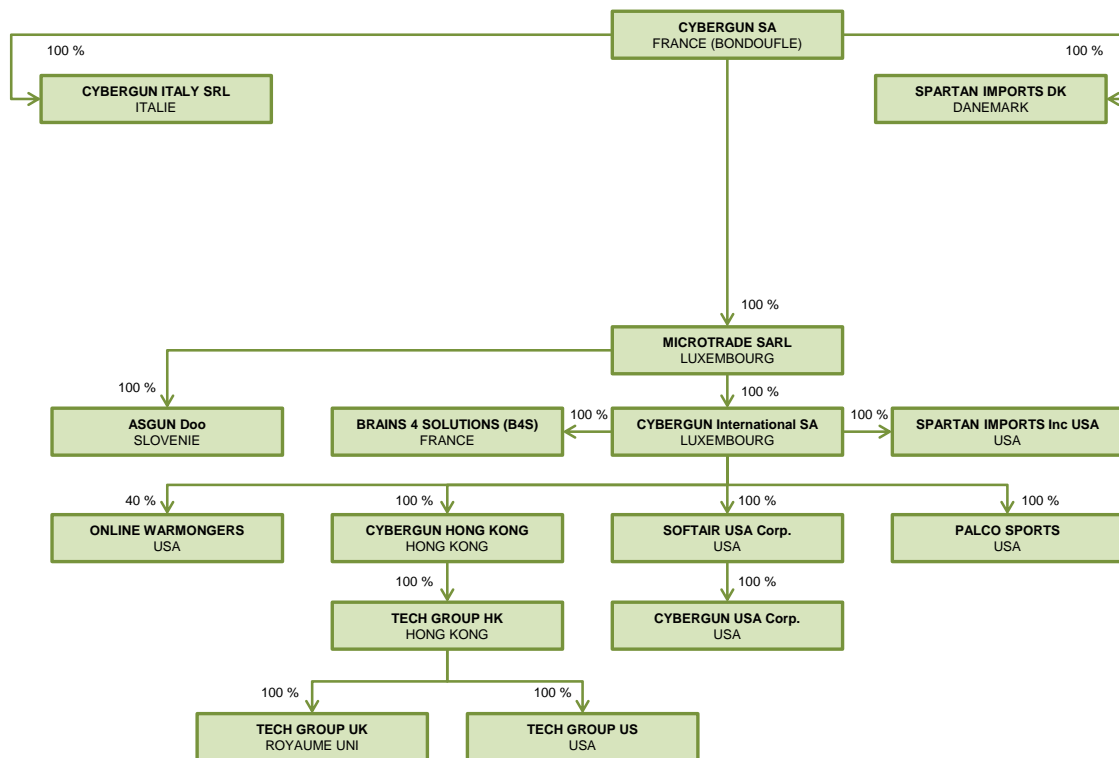 CYBERGUN SA
FRANCE (BONDOUFLE)
100 %
100 %
CYBERGUN ITALY SRL
ITALIE
SPARTAN IMPORTS DK
DANEMARK
100 %
MICROTRADE SARL
LUXEMBOURG
100 %
100 %
ASGUN Doo
SLOVENIE
BRAINS 4 SOLUTIONS (B4S)
FRANCE
100 %
CYBERGUN International SA
LUXEMBOURG
100 %
SPARTAN IMPORTS Inc USA
USA
40 %
100 %
100 %
100 %
ONLINE WARMONGERS
USA
CYBERGUN HONG KONG
HONG KONG
SOFTAIR USA Corp.
USA
PALCO SPORTS
USA
100 %
100 %
TECH GROUP HK
HONG KONG
CYBERGUN USA Corp.
USA
100 %
100 %
TECH GROUP UK
ROYAUME UNI
TECH GROUP US
USA